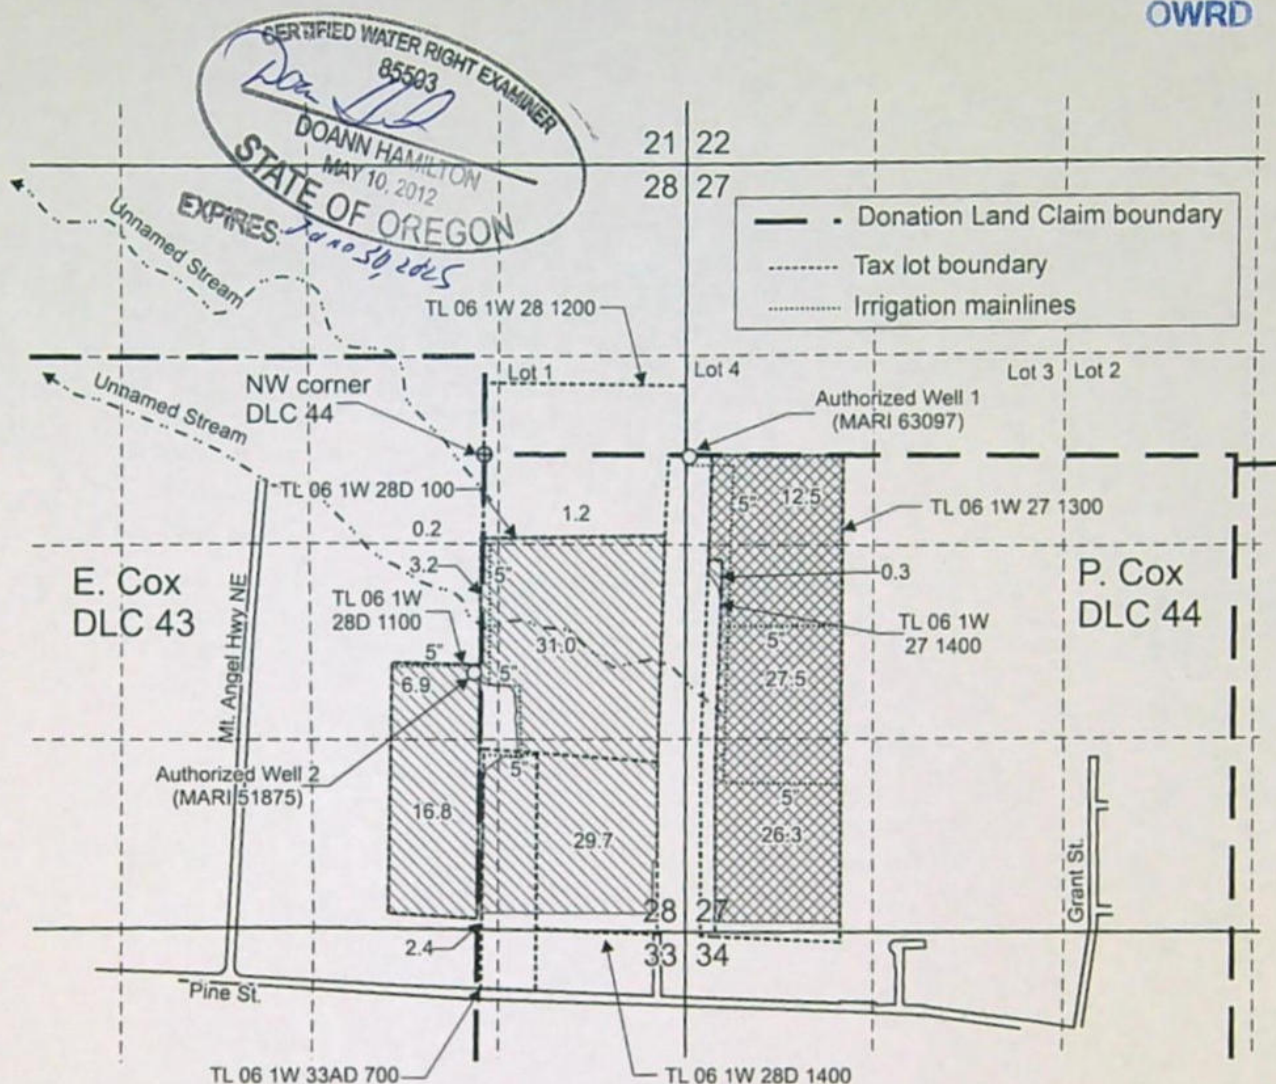 OWRD
CERTIFIED WATER RIGHT EXAMINER
85503
DOANN HAMILTON
MAY 10, 2012
STATE OF OREGON
EXPIRES:
21 22
28 27
Donation Land Claim boundary
Tax lot boundary
Irrigation mainlines
Unnamed Stream
TL 06 1W 28 1200
Lot 1
Lot 4
Lot 3
Lot 2
Unnamed Stream
NW corner
DLC 44
Authorized Well 1
(MARI 63097)
TL 06 1W 28D 100
5"
12.5
TL 06 1W 27 1300
1.2
0.2
E. Cox
DLC 43
3.2
5"
0.3
P. Cox
DLC 44
TL 06 1W
28D 1100
TL 06 1W
27 1400
Mt. Angel Hwy NE
5"
31.0
5"
6.9
5"
27.5
Authorized Well 2
(MARI 51875)
5"
5"
16.8
29.7
26.3
Grant St.
28 27
33 34
2.4
Pine St.
TL 06 1W 33AD 700
TL 06 1W 28D 1400